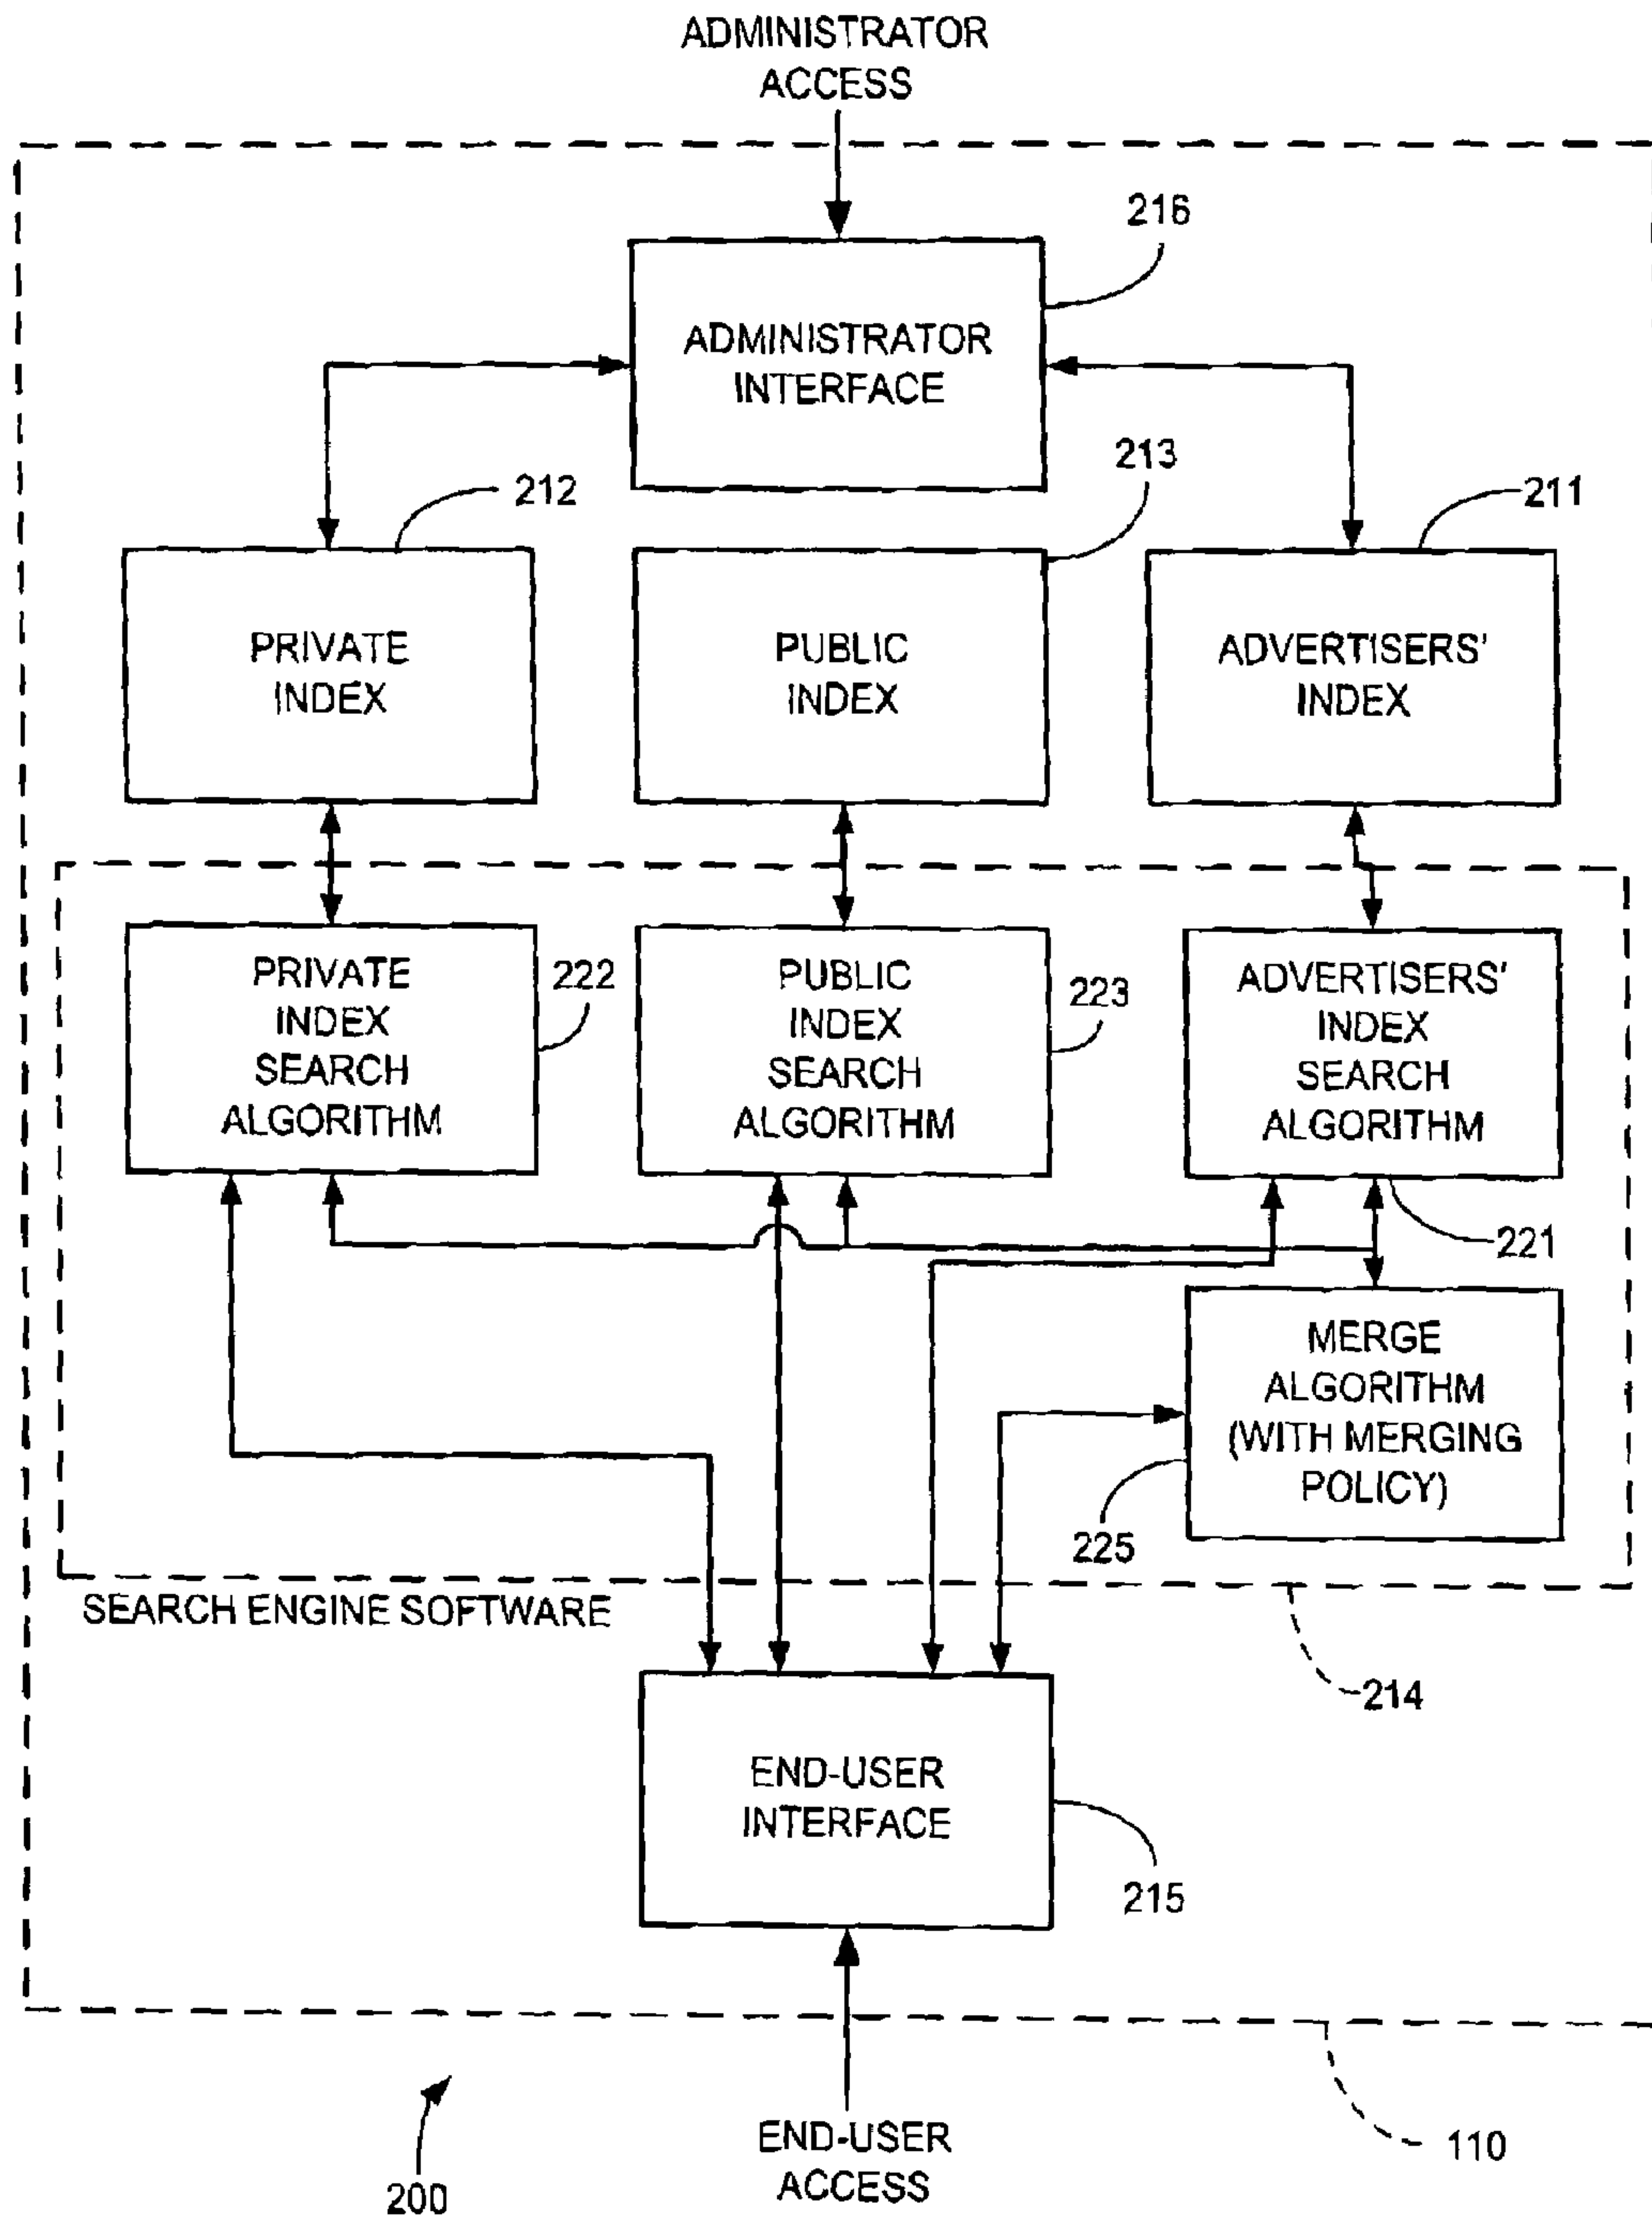 ADMINISTRATOR
ACCESS
216
ADMINISTRATOR
INTERFACE
213
212
211
PRIVATE
INDEX
PUBLIC
INDEX
ADVERTISERS'
INDEX
PRIVATE
INDEX
SEARCH
ALGORITHM
222
PUBLIC
INDEX
SEARCH
ALGORITHM
223
ADVERTISERS'
INDEX
SEARCH
ALGORITHM
221
MERGE
ALGORITHM
(WITH MERGING
POLICY)
225
SEARCH ENGINE SOFTWARE
214
END-USER
INTERFACE
215
END-USER
ACCESS
110
200